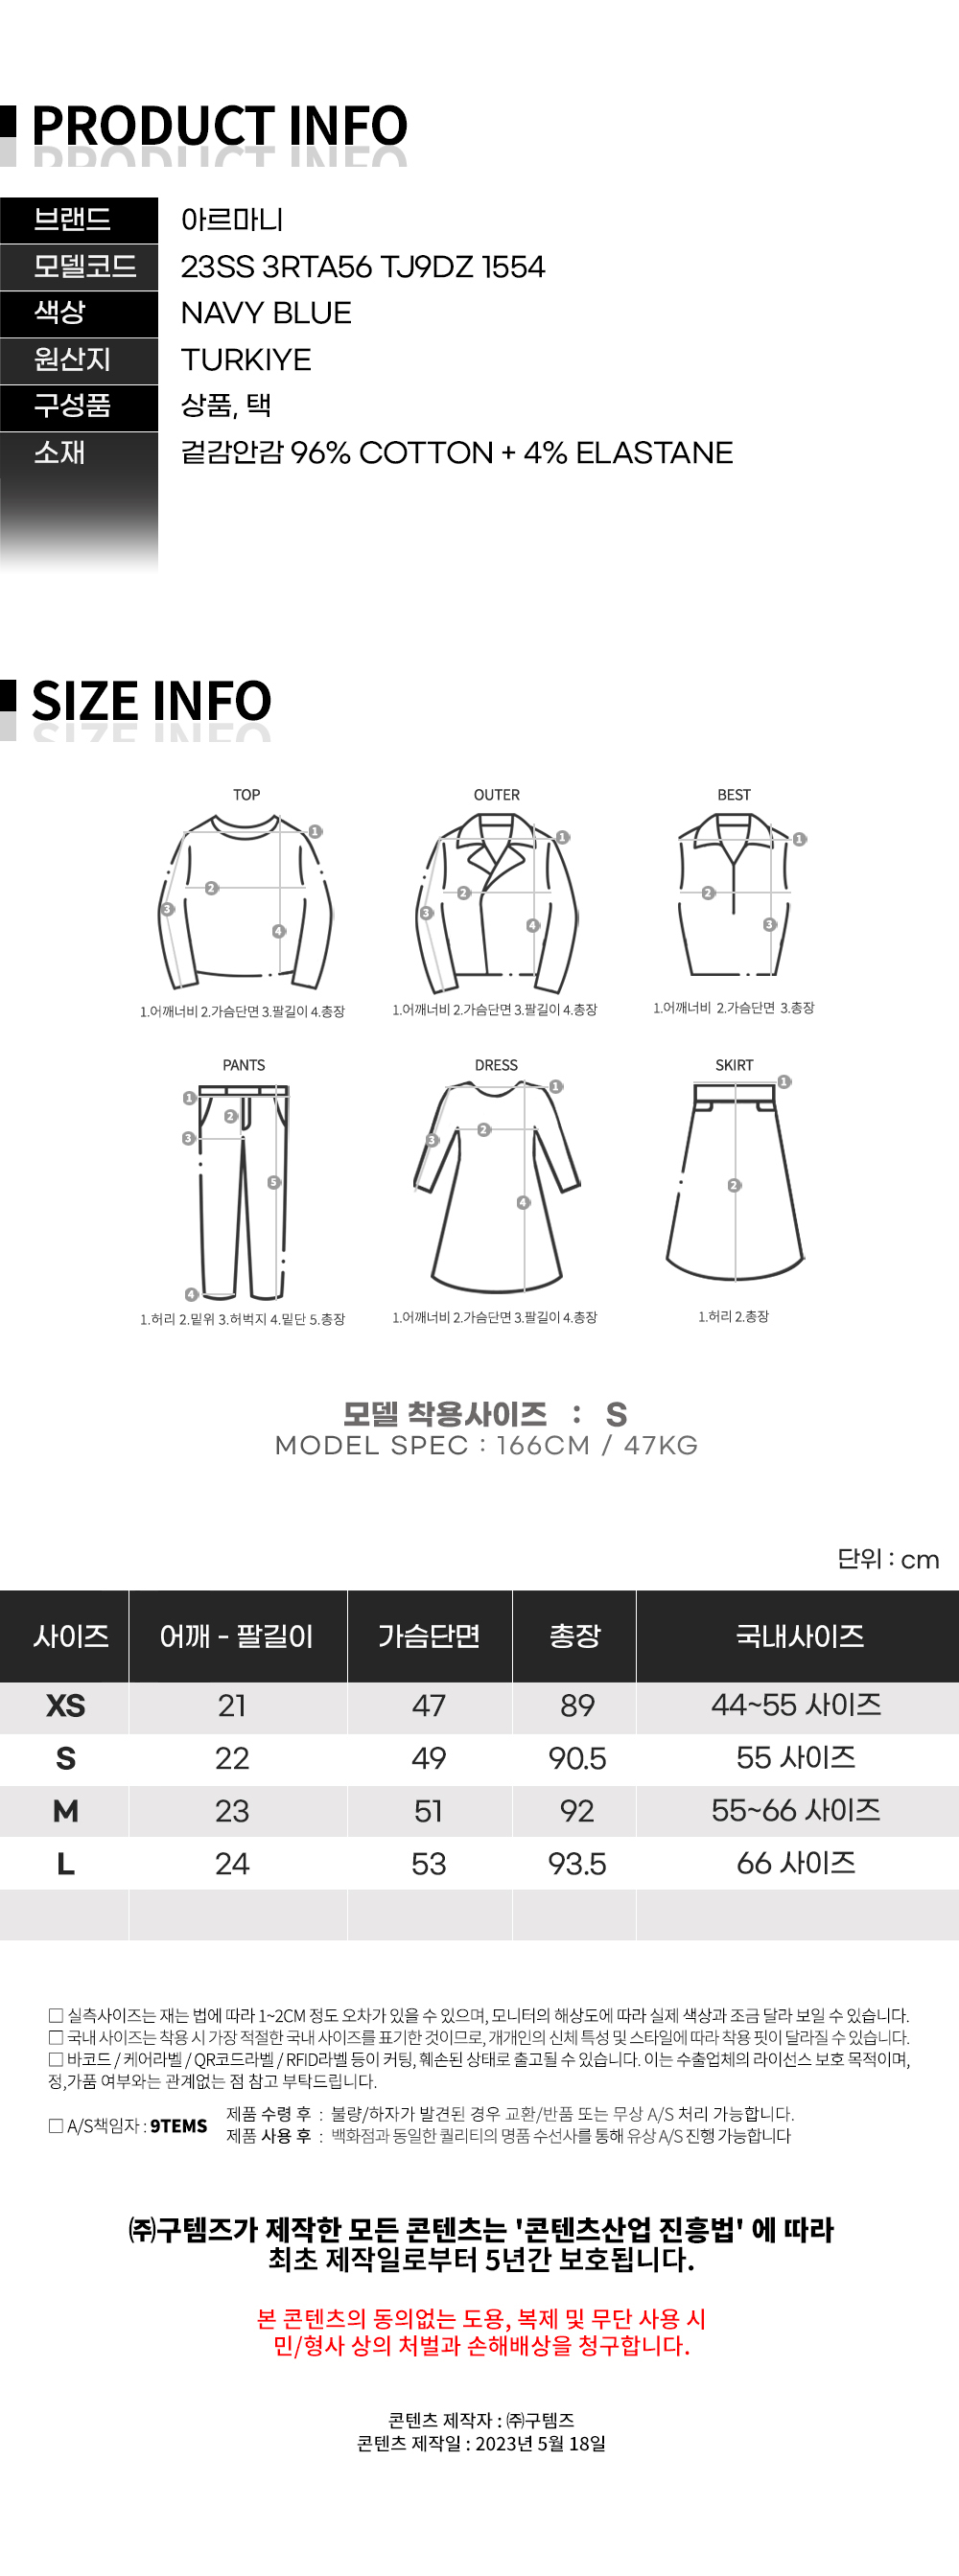 PRODUCT INFO
브랜드 아르마니
모델코드 23SS 3RTA56 TJ9DZ 1554
색상 NAVY BLUE
원산지 TURKIYE
구성품 상품, 택
소재 겉감안감 96% COTTON + 4% ELASTANE
SIZE INFO
TOP OUTER BEST
1 2 3 4 1 2 3 4 1 2 3
1.어깨너비 2.가슴단면 3.팔길이 4.총장 1.어깨너비 2.가슴단면 3.팔길이 4.총장 1.어깨너비 2.가슴단면 3.총장
PANTS DRESS SKIRT
1 2 3 4 5 1 2 3 4 1 2
1.허리 2.밑위 3.허벅지 4.밑단 5.총장 1.어깨너비 2.가슴단면 3.팔길이 4.총장 1.허리 2.총장
모델 착용사이즈 : S
MODEL SPEC : 166CM / 47KG
단위 : cm
사이즈 어깨 - 팔길이 가슴단면 총장 국내사이즈
XS 21 47 89 44~55 사이즈
S 22 49 90.5 55 사이즈
M 23 51 92 55~66 사이즈
L 24 53 93.5 66 사이즈
□ 실측사이즈는 재는 법에 따라 1~2CM 정도 오차가 있을 수 있으며, 모니터의 해상도에 따라 실제 색상과 조금 달라 보일 수 있습니다.
□ 국내 사이즈는 착용 시 가장 적절한 국내 사이즈를 표기한 것이므로, 개개인의 신체 특성 및 스타일에 따라 착용 핏이 달라질 수 있습니다.
□ 바코드 / 케어라벨 / QR코드라벨 / RFID라벨 등이 커팅, 훼손된 상태로 출고될 수 있습니다. 이는 수출업체의 라이선스 보호 목적이며,
정,가품 여부와는 관계없는 점 참고 부탁드립니다.
□ A/S책임자 : 9TEMS 제품 수령 후 : 불량/하자가 발견된 경우 교환/반품 또는 무상 A/S 처리 가능합니다.
제품 사용 후 : 백화점과 동일한 퀄리티의 명품 수선사를 통해 유상 A/S 진행 가능합니다
㈜구템즈가 제작한 모든 콘텐츠는 '콘텐츠산업 진흥법' 에 따라
최초 제작일로부터 5년간 보호됩니다.
본 콘텐츠의 동의없는 도용, 복제 및 무단 사용 시
민/형사 상의 처벌과 손해배상을 청구합니다.
콘텐츠 제작자 : ㈜구템즈
콘텐츠 제작일 : 2023년 5월 18일